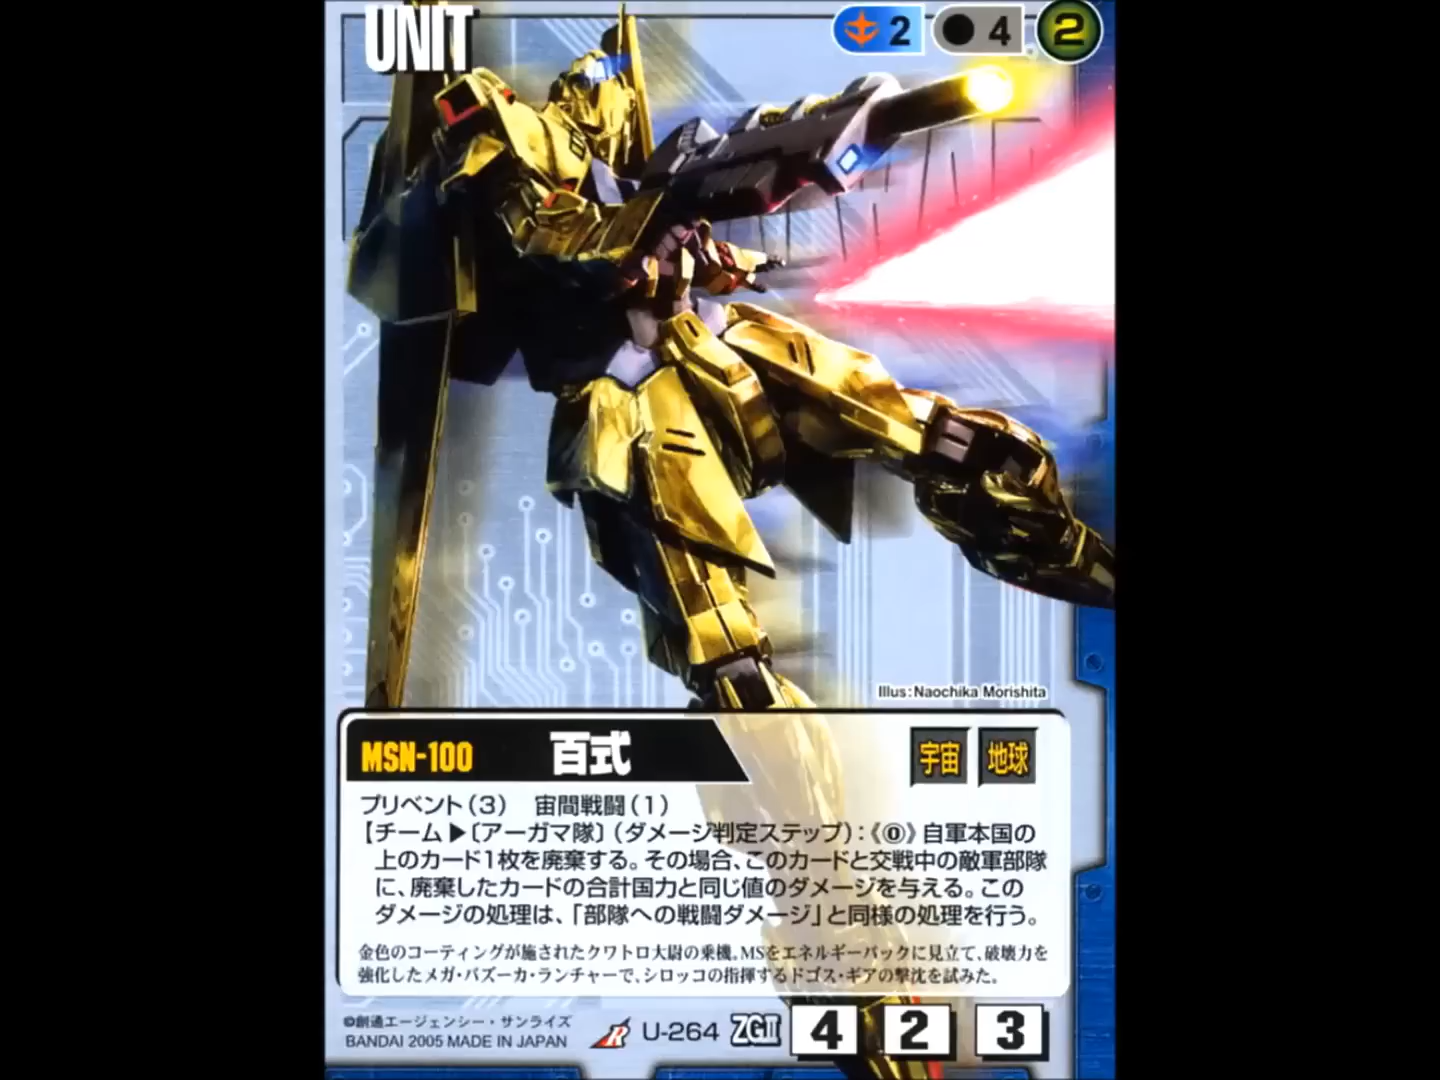 UNIT
2 4 2
Illus:Naochika Morishita
MSN-100 百式 宇宙 地球
プリベント(3) 宙間戦闘(1)
【チーム▶〔アーガマ隊〕(ダメージ判定ステップ):《⓪》自軍本国の
上のカード1枚を廃棄する。その場合、このカードと交戦中の敵軍部隊
に、廃棄したカードの合計国力と同じ値のダメージを与える。この
ダメージの処理は、「部隊への戦闘ダメージ」と同様の処理を行う。
金色のコーティングが施されたクワトロ大尉の乗機。MSをエネルギーパックに見立て、破壊力を
強化したメガ・バズーカ・ランチャーで、シロッコの指揮するドゴス・ギアの撃沈を試みた。
©創通エージェンシー・サンライズ
BANDAI 2005 MADE IN JAPAN
R U-264 ZGII 4 2 3